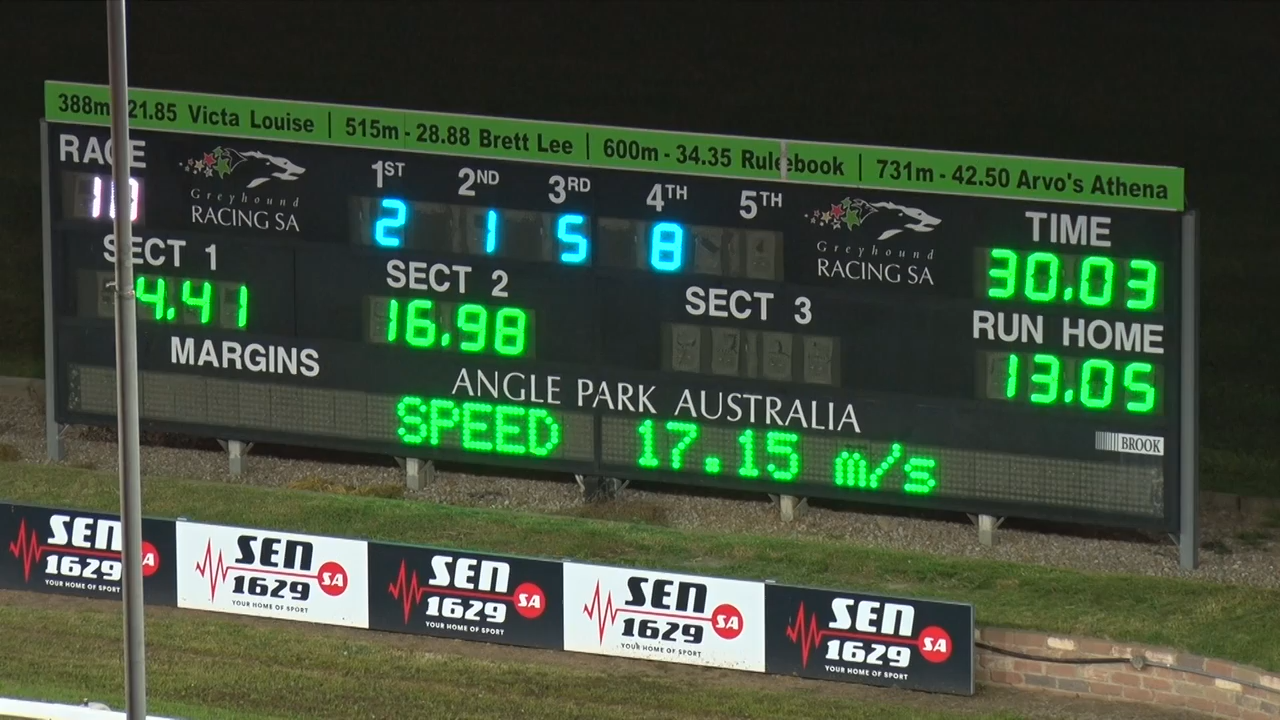 388m 21.85 Victa Louise | 515m - 28.88 Brett Lee | 600m - 34.35 Rulebook | 731m - 42.50 Arvo's Athena
RACE
Greyhound
RACING SA
1ST 2ND 3RD 4TH 5TH
2 1 5 8
Greyhound
RACING SA
TIME
30.03
SECT 1
4.41
SECT 2
16.98
SECT 3
RUN HOME
13.05
MARGINS
ANGLE PARK AUSTRALIA
SPEED 17.15 m/s
BROOK
SEN
1629 SA
YOUR HOME OF SPORT
SEN
1629 SA
YOUR HOME OF SPORT
SEN
1629 SA
YOUR HOME OF SPORT
SEN
1629 SA
YOUR HOME OF SPORT
SEN
1629 SA
YOUR HOME OF SPORT